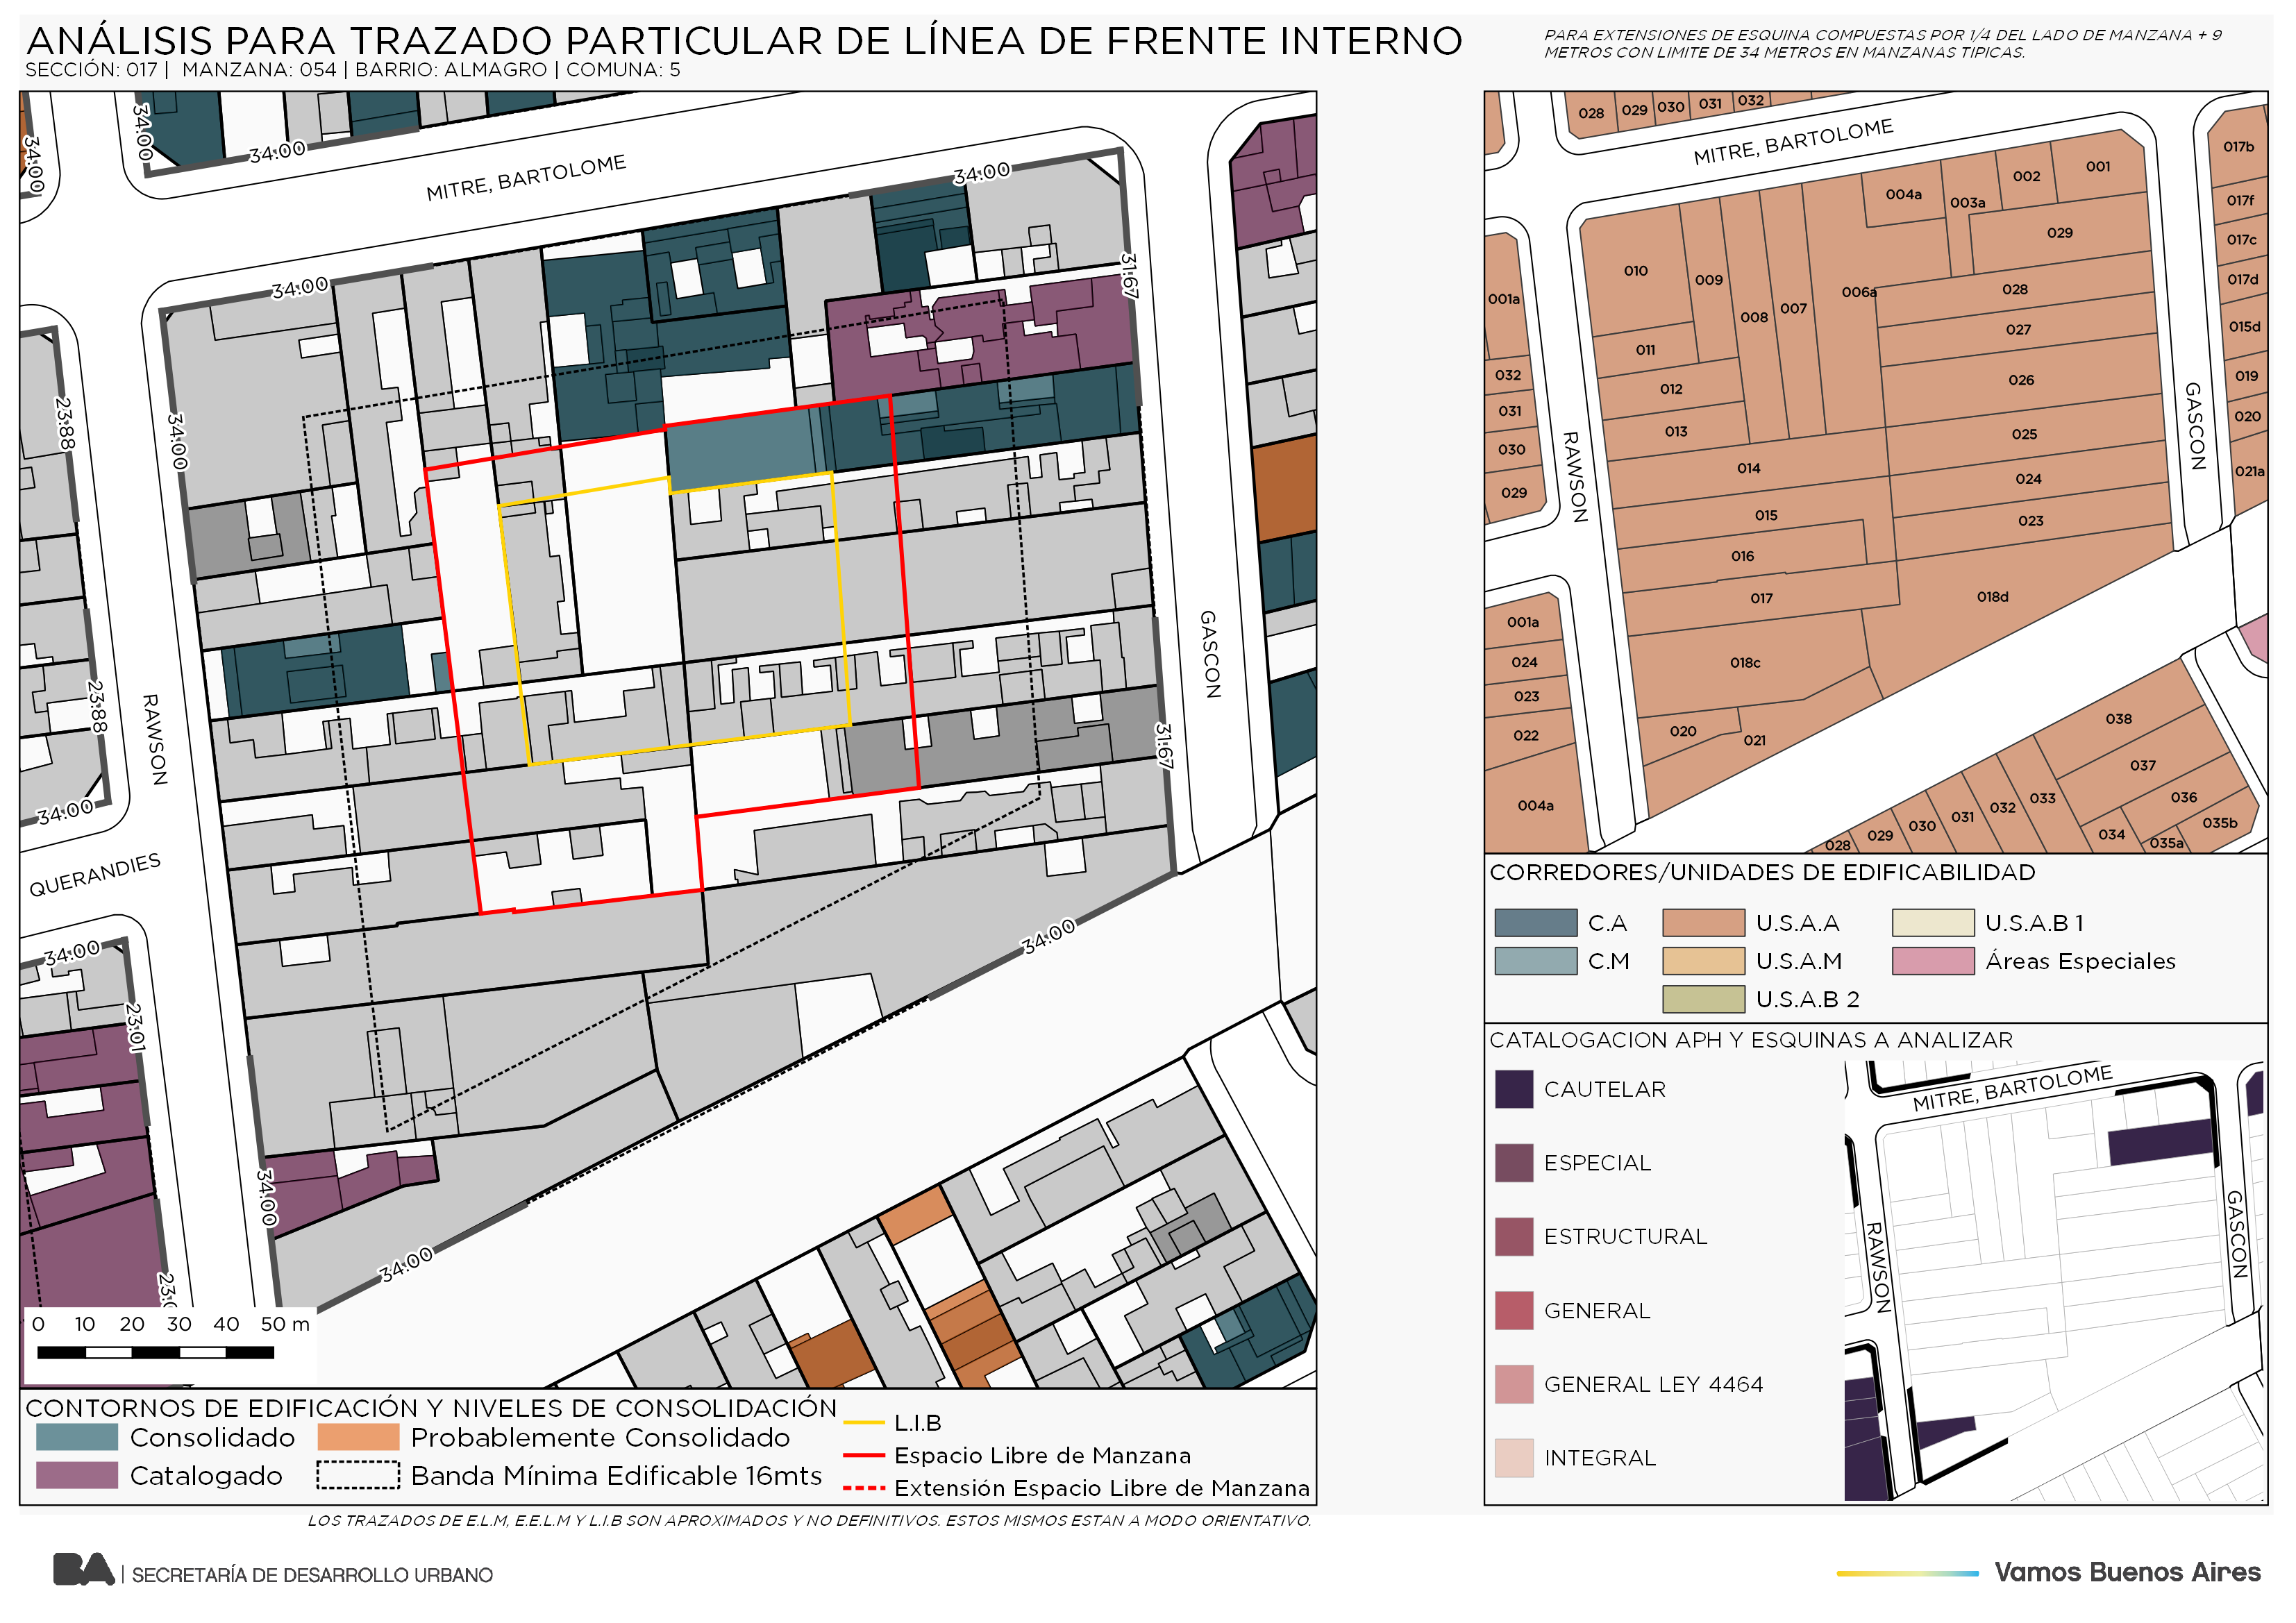 ANÁLISIS PARA TRAZADO PARTICULAR DE LÍNEA DE FRENTE INTERNO
SECCIÓN: 017 | MANZANA: 054 | BARRIO: ALMAGRO | COMUNA: 5
PARA EXTENSIONES DE ESQUINA COMPUESTAS POR 1/4 DEL LADO DE MANZANA + 9
METROS CON LIMITE DE 34 METROS EN MANZANAS TIPICAS.
34.00
34.00
34.00
MITRE, BARTOLOME
34.00
34.00
31.67
34.00
23.88
23.88
RAWSON
GASCON
31.67
34.00
QUERANDIES
34.00
23.01
34.00
34.00
34.00
0 10 20 30 40 50 m
CONTORNOS DE EDIFICACIÓN Y NIVELES DE CONSOLIDACIÓN
Consolidado
Probablemente Consolidado
Catalogado
Banda Mínima Edificable 16mts
L.I.B
Espacio Libre de Manzana
Extensión Espacio Libre de Manzana
LOS TRAZADOS DE E.L.M, E.E.L.M Y L.I.B SON APROXIMADOS Y NO DEFINITIVOS. ESTOS MISMOS ESTAN A MODO ORIENTATIVO.
028
029
030
031
032
MITRE, BARTOLOME
017b
001
002
004a
003a
017f
029
017c
010
009
006a
028
017d
001a
008
007
027
015d
011
032
012
026
019
031
013
025
020
030
014
024
021a
029
015
023
RAWSON
GASCON
016
017
018d
001a
024
018c
023
022
020
021
004a
038
037
036
035b
035a
034
033
032
031
030
029
028
CORREDORES/UNIDADES DE EDIFICABILIDAD
C.A
U.S.A.A
U.S.A.B 1
C.M
U.S.A.M
Áreas Especiales
U.S.A.B 2
CATALOGACION APH Y ESQUINAS A ANALIZAR
CAUTELAR
ESPECIAL
ESTRUCTURAL
GENERAL
GENERAL LEY 4464
INTEGRAL
MITRE, BARTOLOME
RAWSON
GASCON
BA | SECRETARÍA DE DESARROLLO URBANO
Vamos Buenos Aires